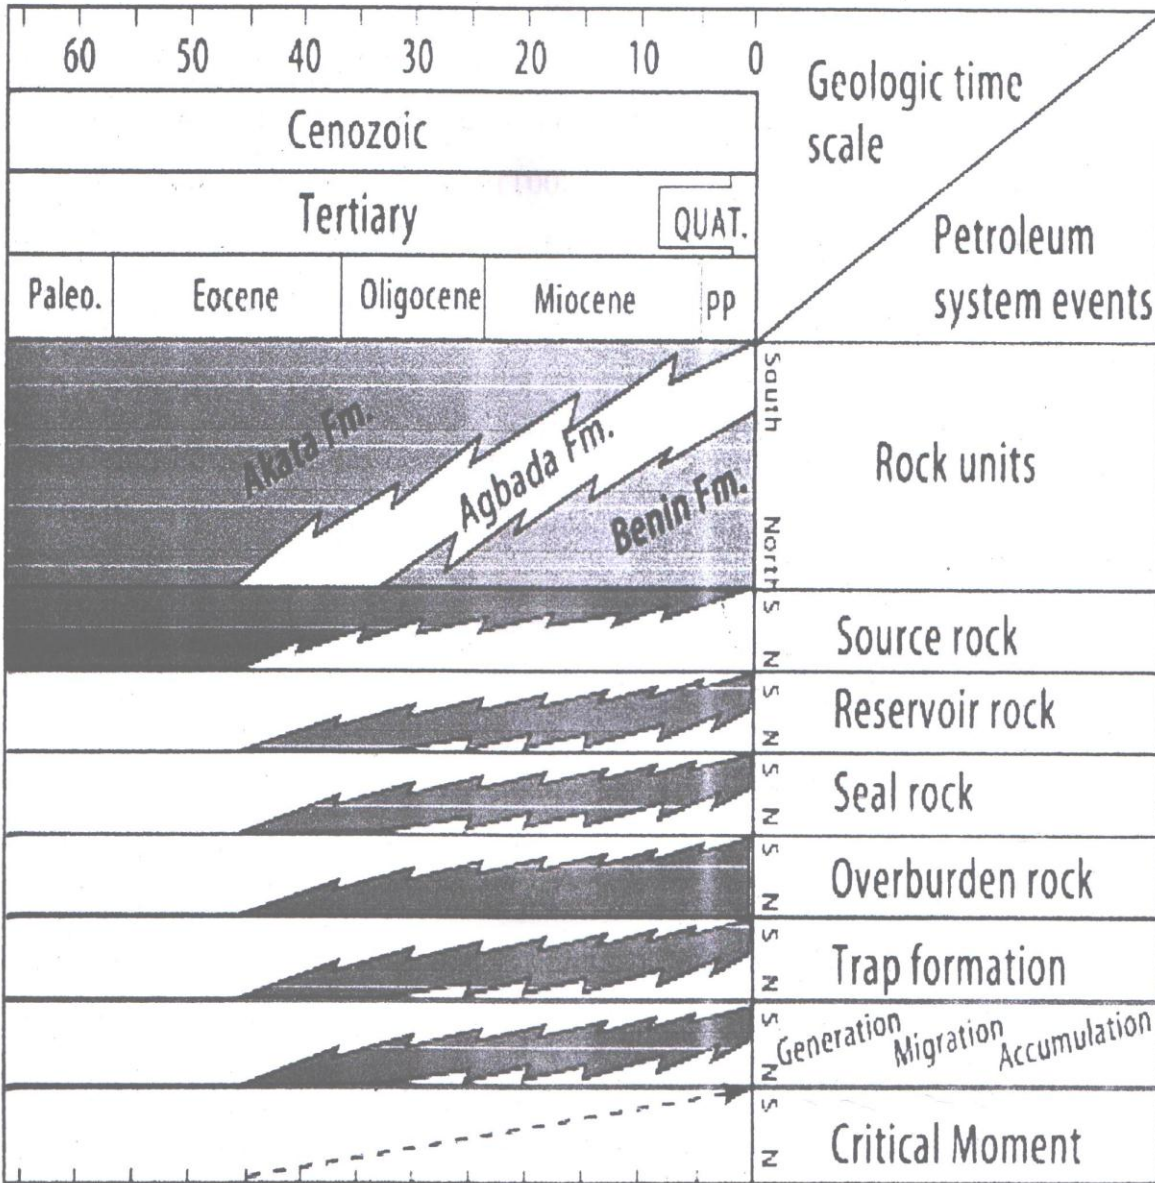 60 50 40 30 20 10 0
Geologic time
scale
Petroleum
system events
Cenozoic
Tertiary
QUAT.
Paleo. Eocene Oligocene Miocene PP
Akata Fm.
Agbada Fm.
Benin Fm.
South
North
Rock units
S
N
Source rock
S
N
Reservoir rock
S
N
Seal rock
S
N
Overburden rock
S
N
Trap formation
S
N
Generation Migration Accumulation
S
N
Critical Moment